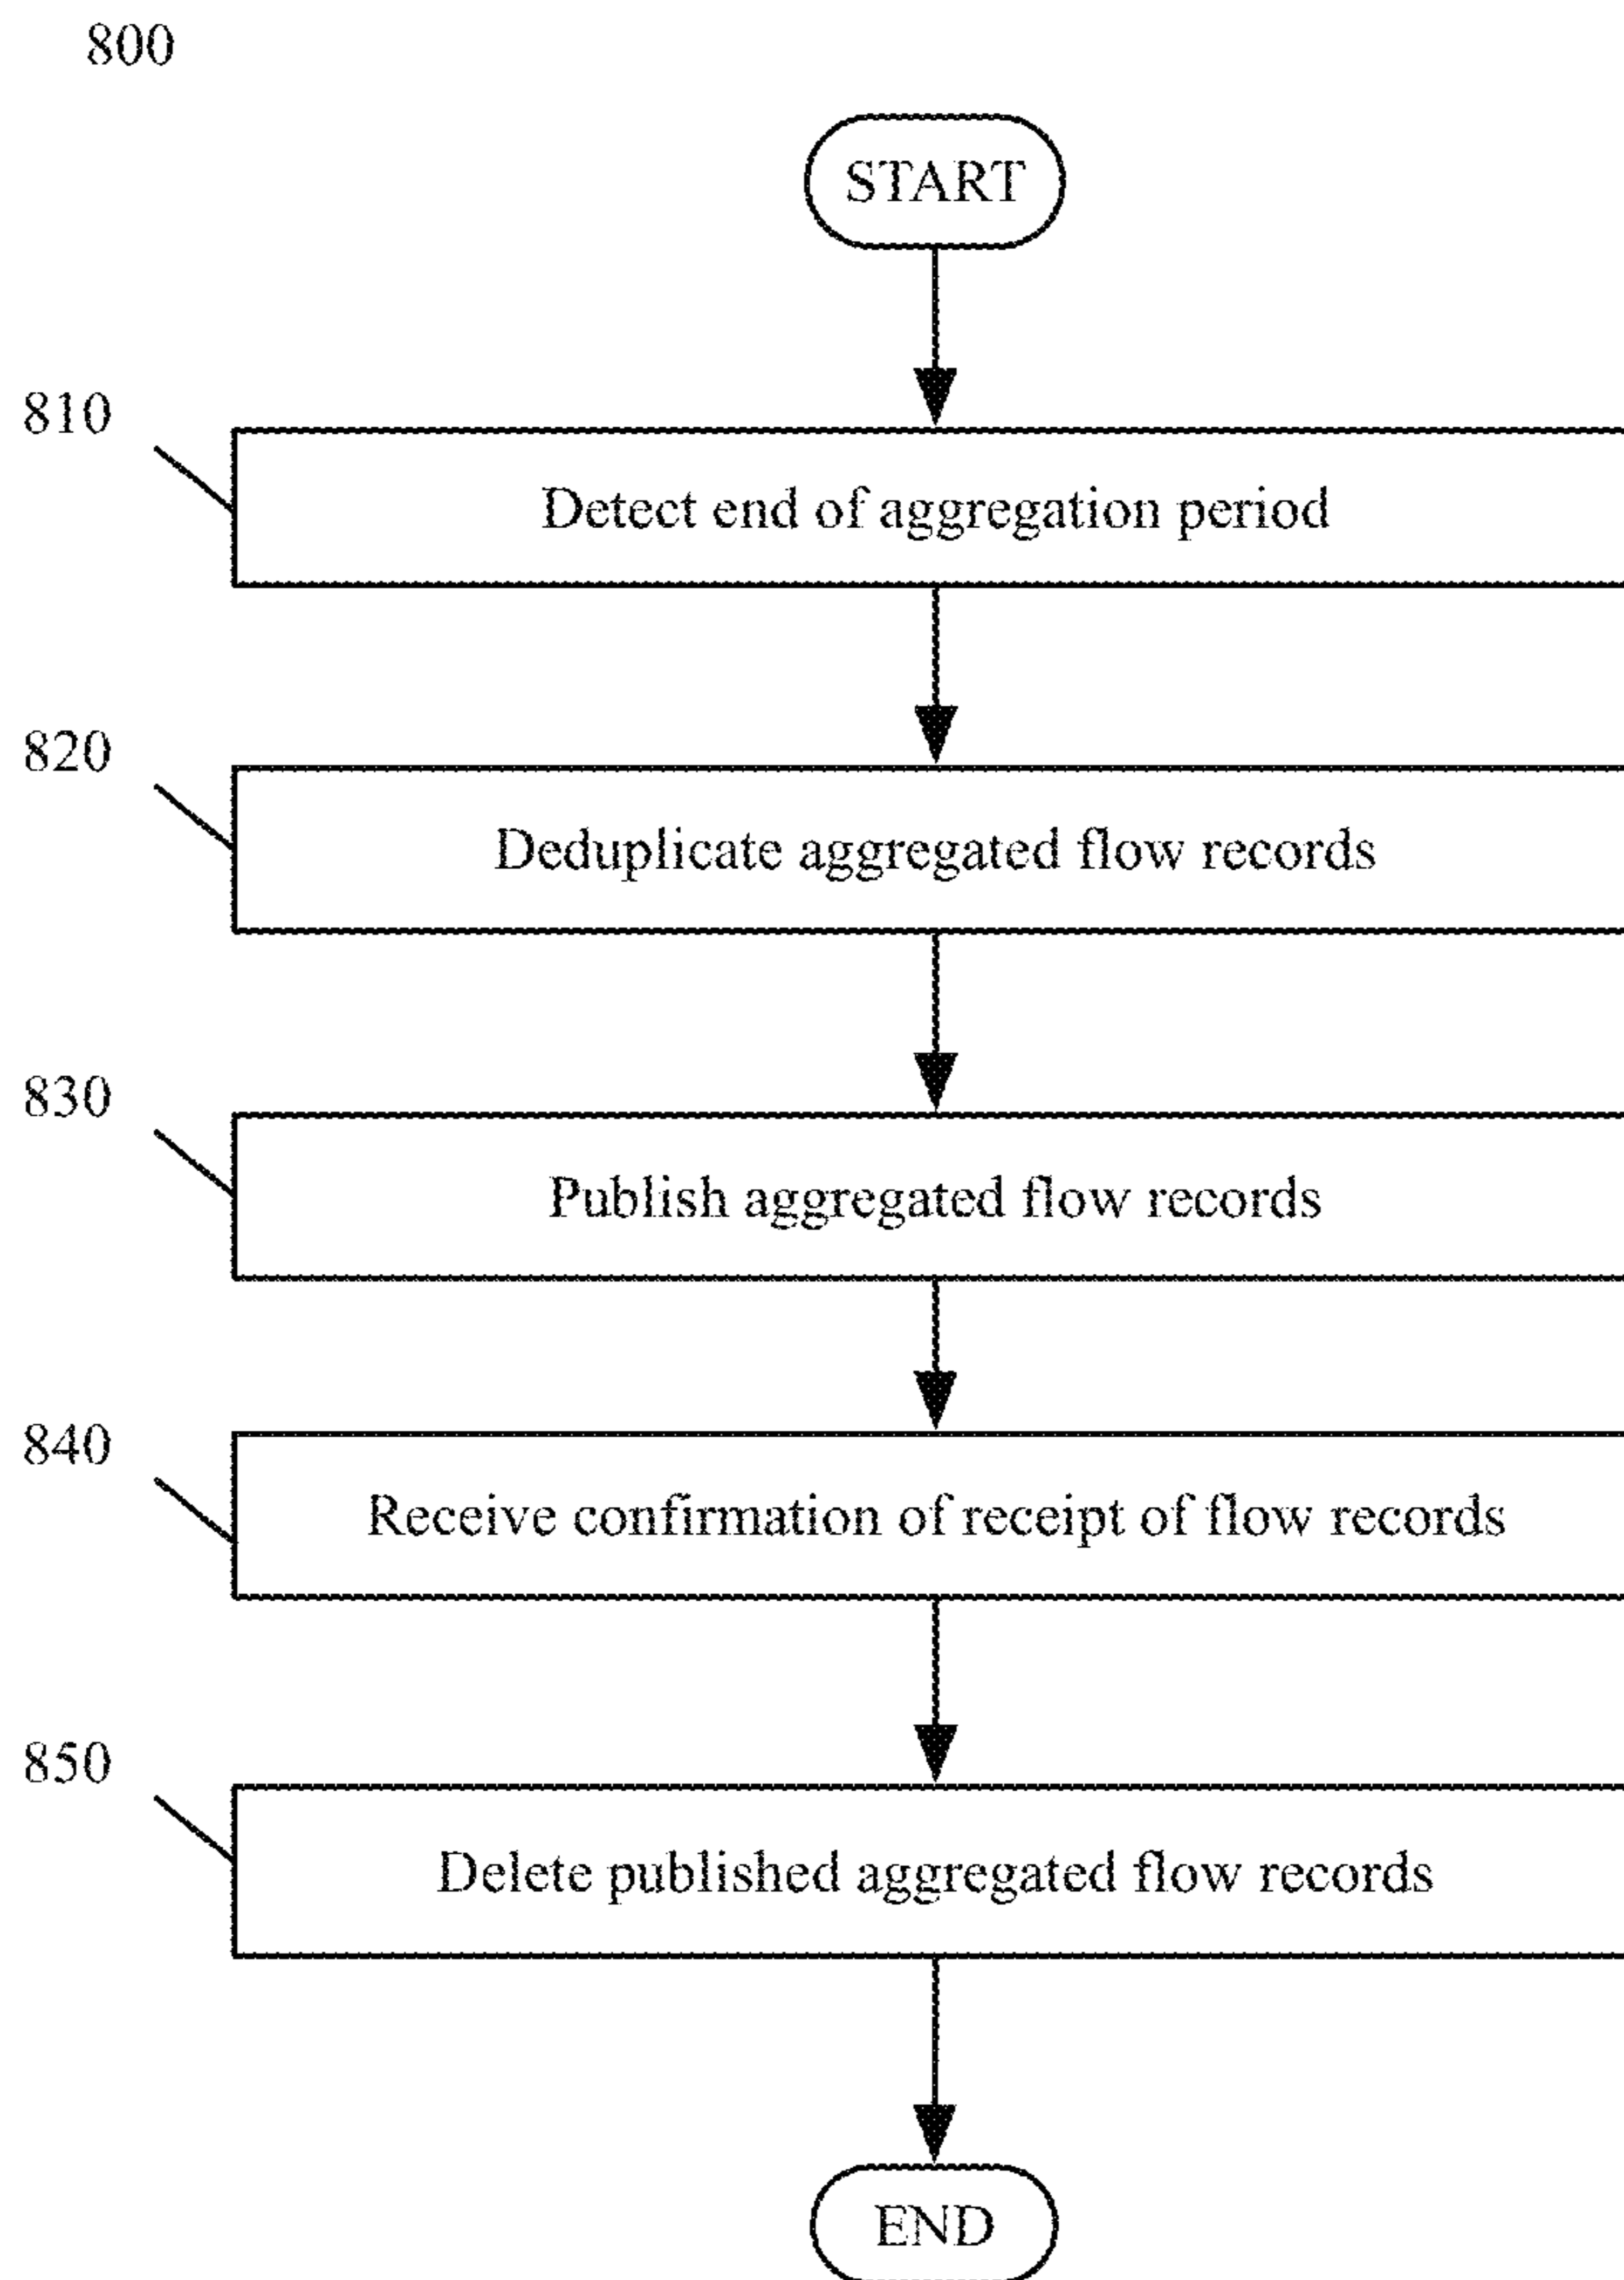 800
START
810
Detect end of aggregation period
820
Deduplicate aggregated flow records
830
Publish aggregated flow records
840
Receive confirmation of receipt of flow records
850
Delete published aggregated flow records
END